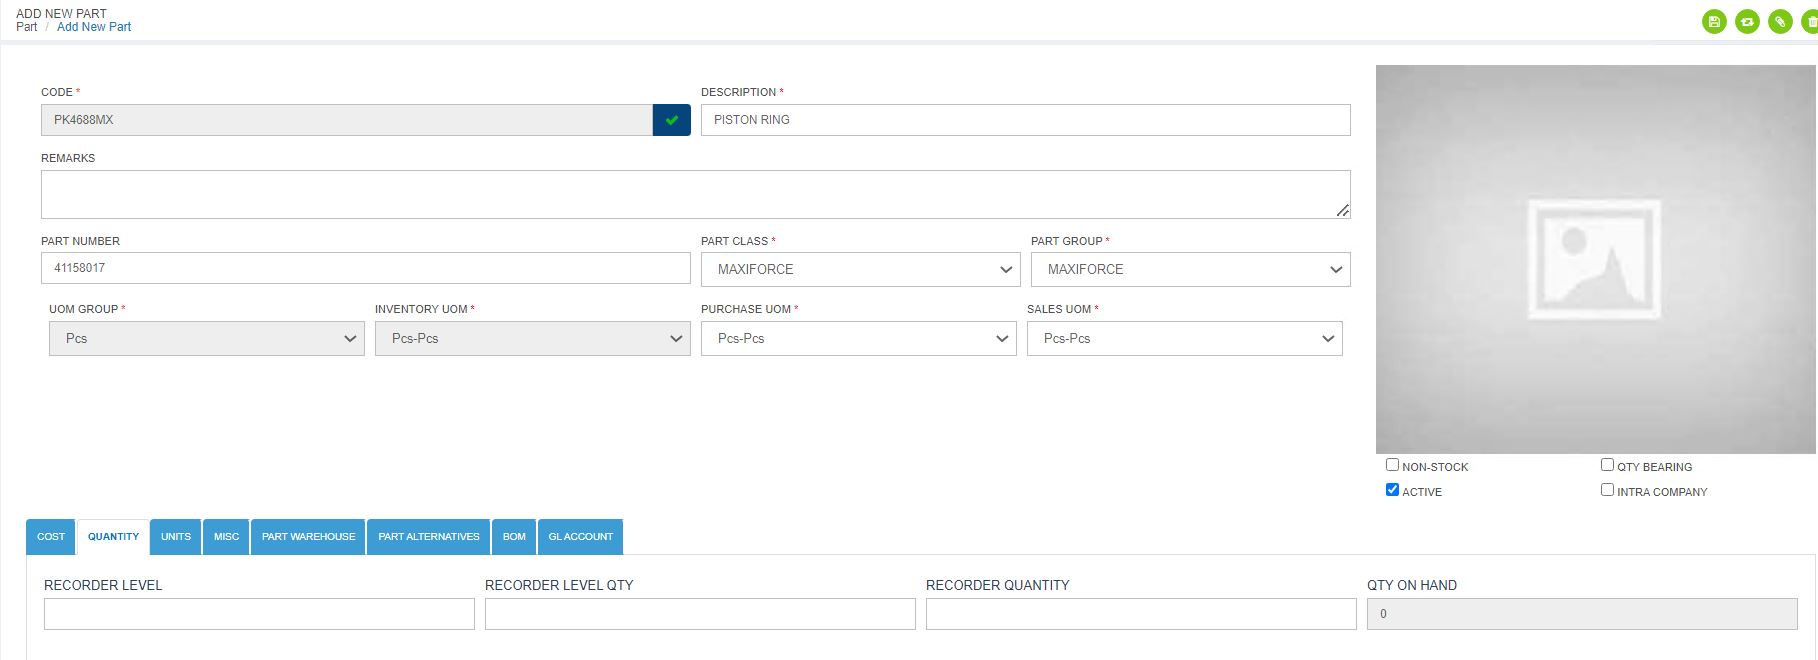 ADD NEW PART
Part / Add New Part
CODE *
DESCRIPTION *
PK4688MX
PISTON RING
REMARKS
PART NUMBER
PART CLASS *
PART GROUP *
41158017
MAXIFORCE
MAXIFORCE
UOM GROUP *
INVENTORY UOM *
PURCHASE UOM *
SALES UOM *
Pcs
Pcs-Pcs
Pcs-Pcs
Pcs-Pcs
NON-STOCK
QTY BEARING
ACTIVE
INTRA COMPANY
COST
QUANTITY
UNITS
MISC
PART WAREHOUSE
PART ALTERNATIVES
BOM
GL ACCOUNT
RECORDER LEVEL
RECORDER LEVEL QTY
RECORDER QUANTITY
QTY ON HAND
0